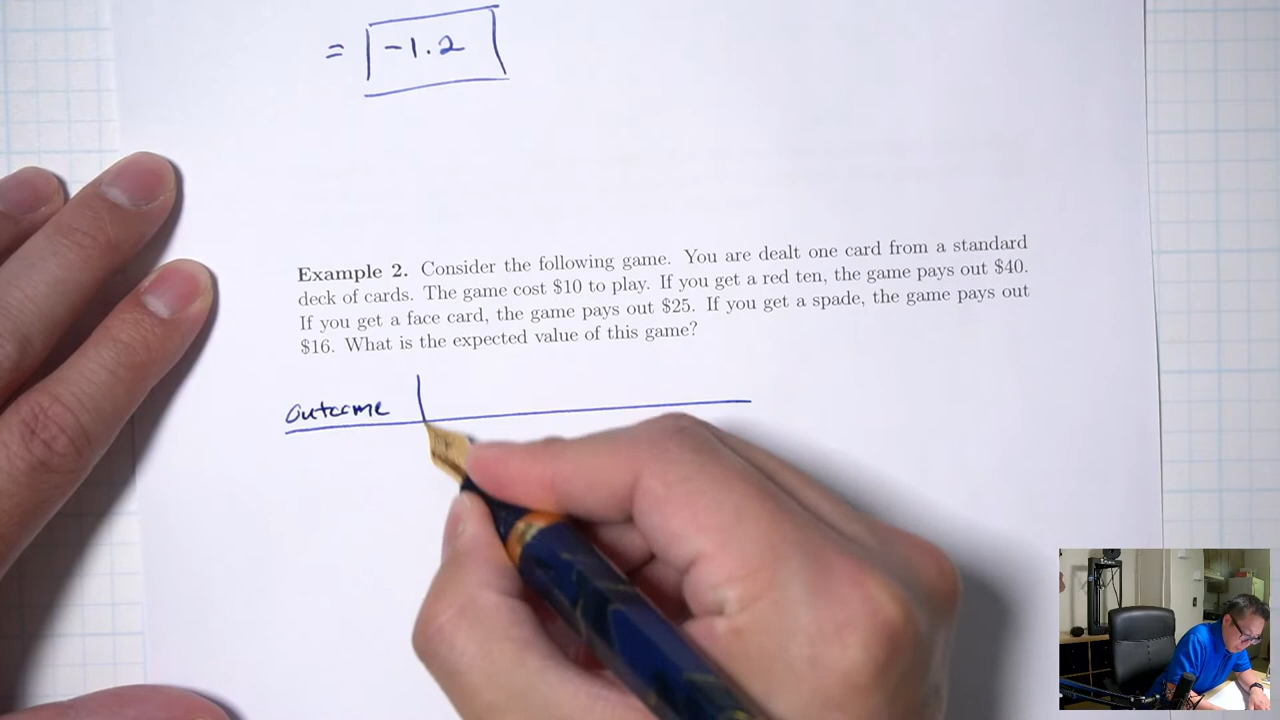 = -1.2
Example 2. Consider the following game. You are dealt one card from a standard
deck of cards. The game cost $10 to play. If you get a red ten, the game pays out $40.
If you get a face card, the game pays out $25. If you get a spade, the game pays out
$16. What is the expected value of this game?
Outcome